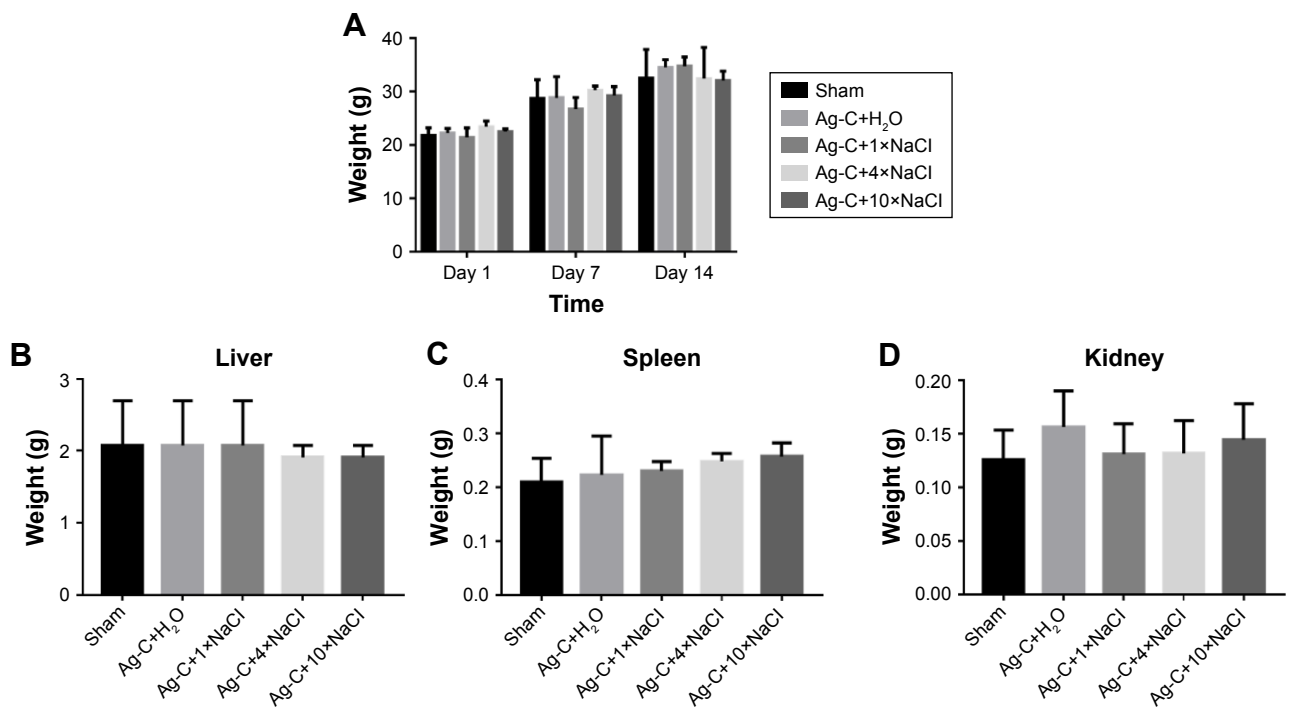 A
Weight (g)
40
30
20
10
0
Day 1
Day 7
Day 14
Time
Sham
Ag-C+H₂O
Ag-C+1×NaCl
Ag-C+4×NaCl
Ag-C+10×NaCl
B
Liver
Weight (g)
3
2
1
0
Sham
Ag-C+H₂O
Ag-C+1×NaCl
Ag-C+4×NaCl
Ag-C+10×NaCl
C
Spleen
Weight (g)
0.4
0.3
0.2
0.1
0.0
Sham
Ag-C+H₂O
Ag-C+1×NaCl
Ag-C+4×NaCl
Ag-C+10×NaCl
D
Kidney
Weight (g)
0.20
0.15
0.10
0.05
0.00
Sham
Ag-C+H₂O
Ag-C+1×NaCl
Ag-C+4×NaCl
Ag-C+10×NaCl